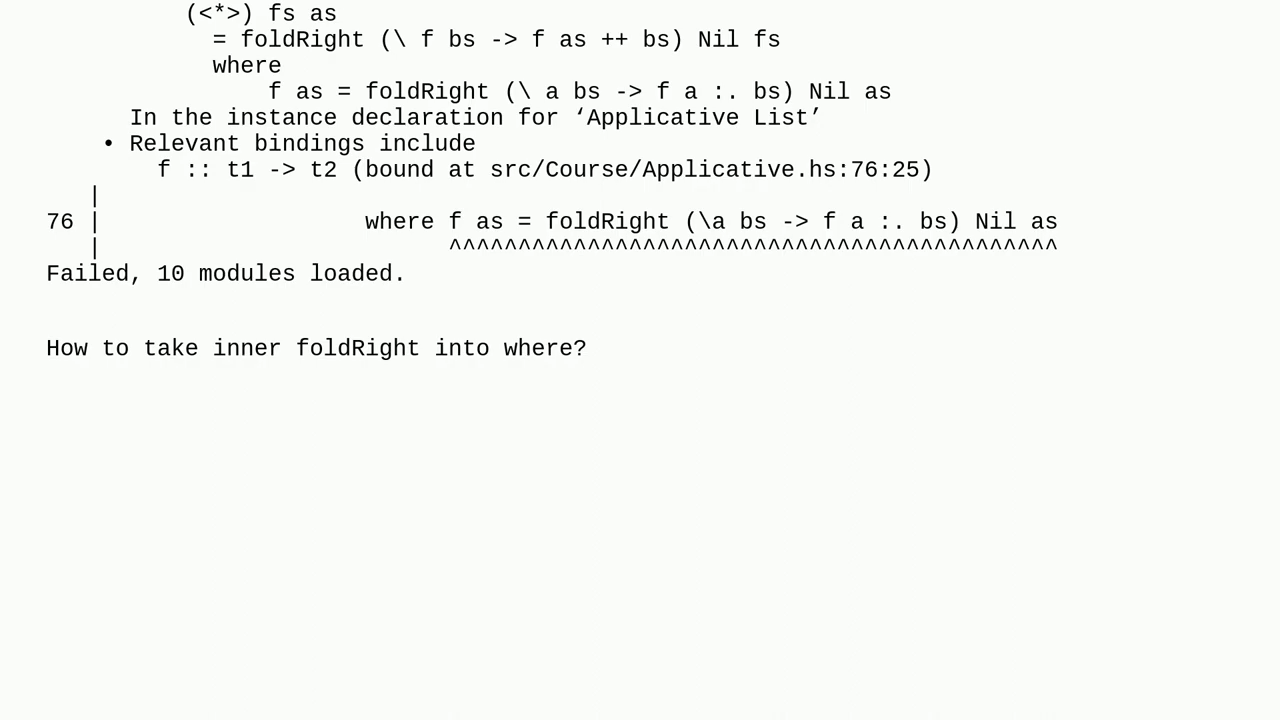 (<*>) fs as
= foldRight (\ f bs -> f as ++ bs) Nil fs
where
f as = foldRight (\ a bs -> f a :. bs) Nil as
In the instance declaration for ‘Applicative List’
• Relevant bindings include
f :: t1 -> t2 (bound at src/Course/Applicative.hs:76:25)
|
76 | where f as = foldRight (\a bs -> f a :. bs) Nil as
| ^^^^^^^^^^^^^^^^^^^^^^^^^^^^^^^^^^^^^^^^^^^^
Failed, 10 modules loaded.
How to take inner foldRight into where?